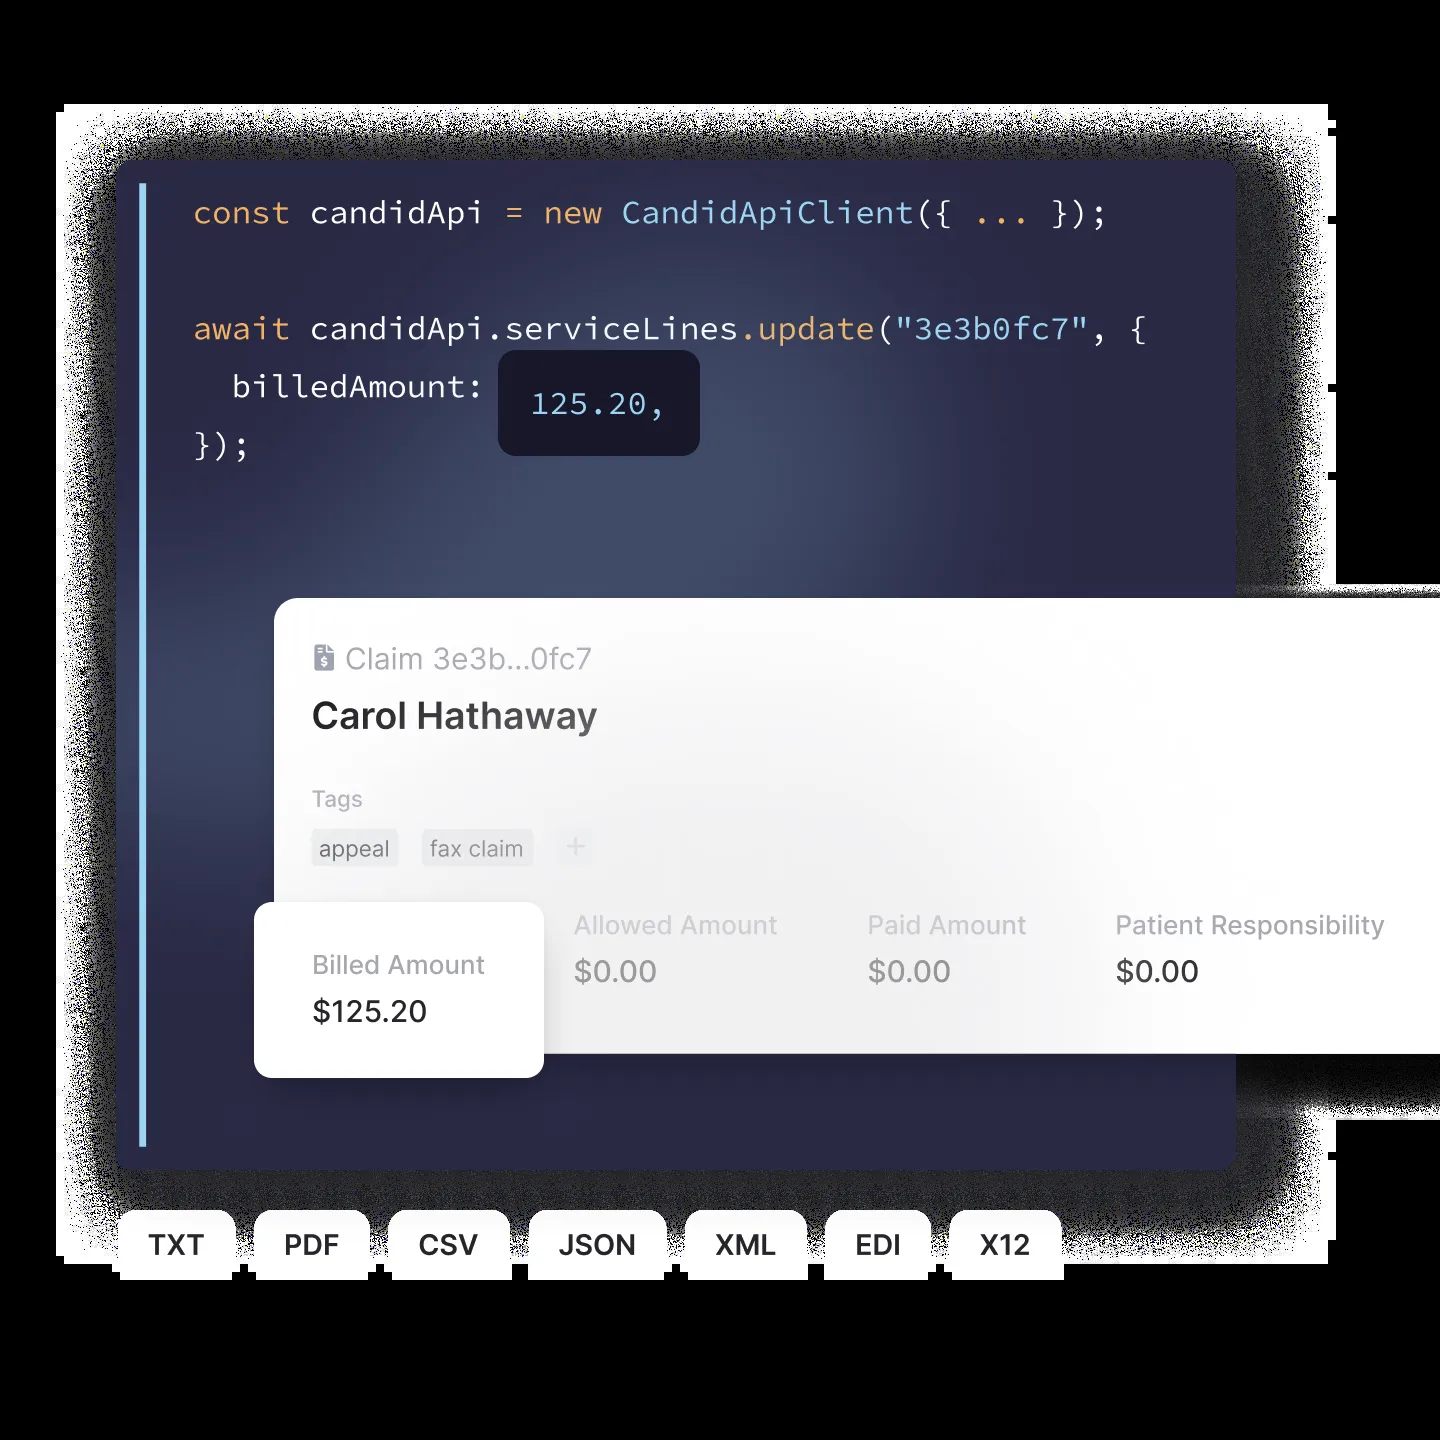 const candidApi = new CandidApiClient({ ... });
await candidApi.serviceLines.update("3e3b0fc7", {
billedAmount: 125.20,
});
Claim 3e3b...0fc7
Carol Hathaway
Tags
appeal fax claim +
Billed Amount Allowed Amount Paid Amount Patient Responsibility
$125.20 $0.00 $0.00 $0.00
TXT PDF CSV JSON XML EDI X12